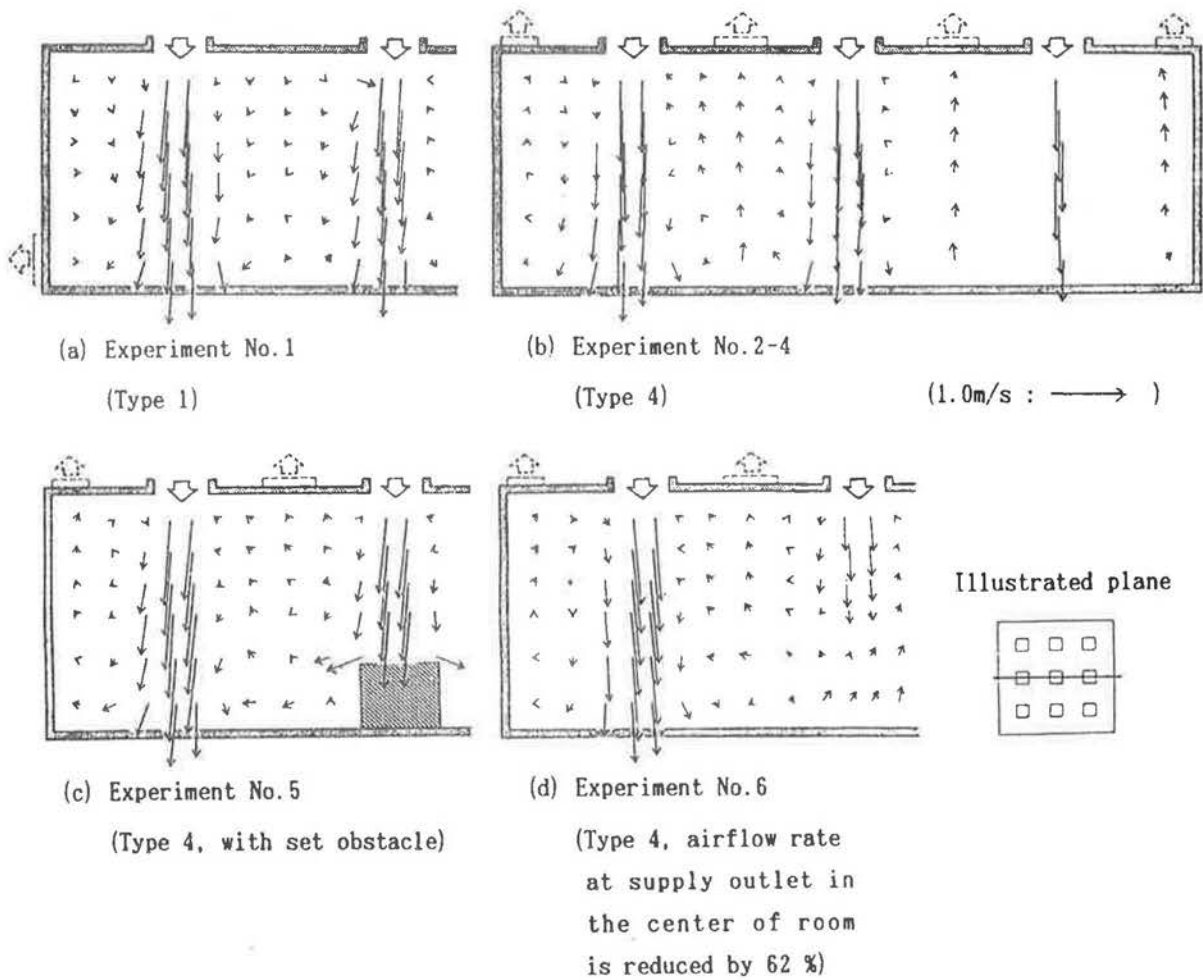 (a) Experiment No.1
(Type 1)
(b) Experiment No.2-4
(Type 4)
(1.0m/s : )
(c) Experiment No.5
(Type 4, with set obstacle)
(d) Experiment No.6
(Type 4, airflow rate
at supply outlet in
the center of room
is reduced by 62 %)
Illustrated plane